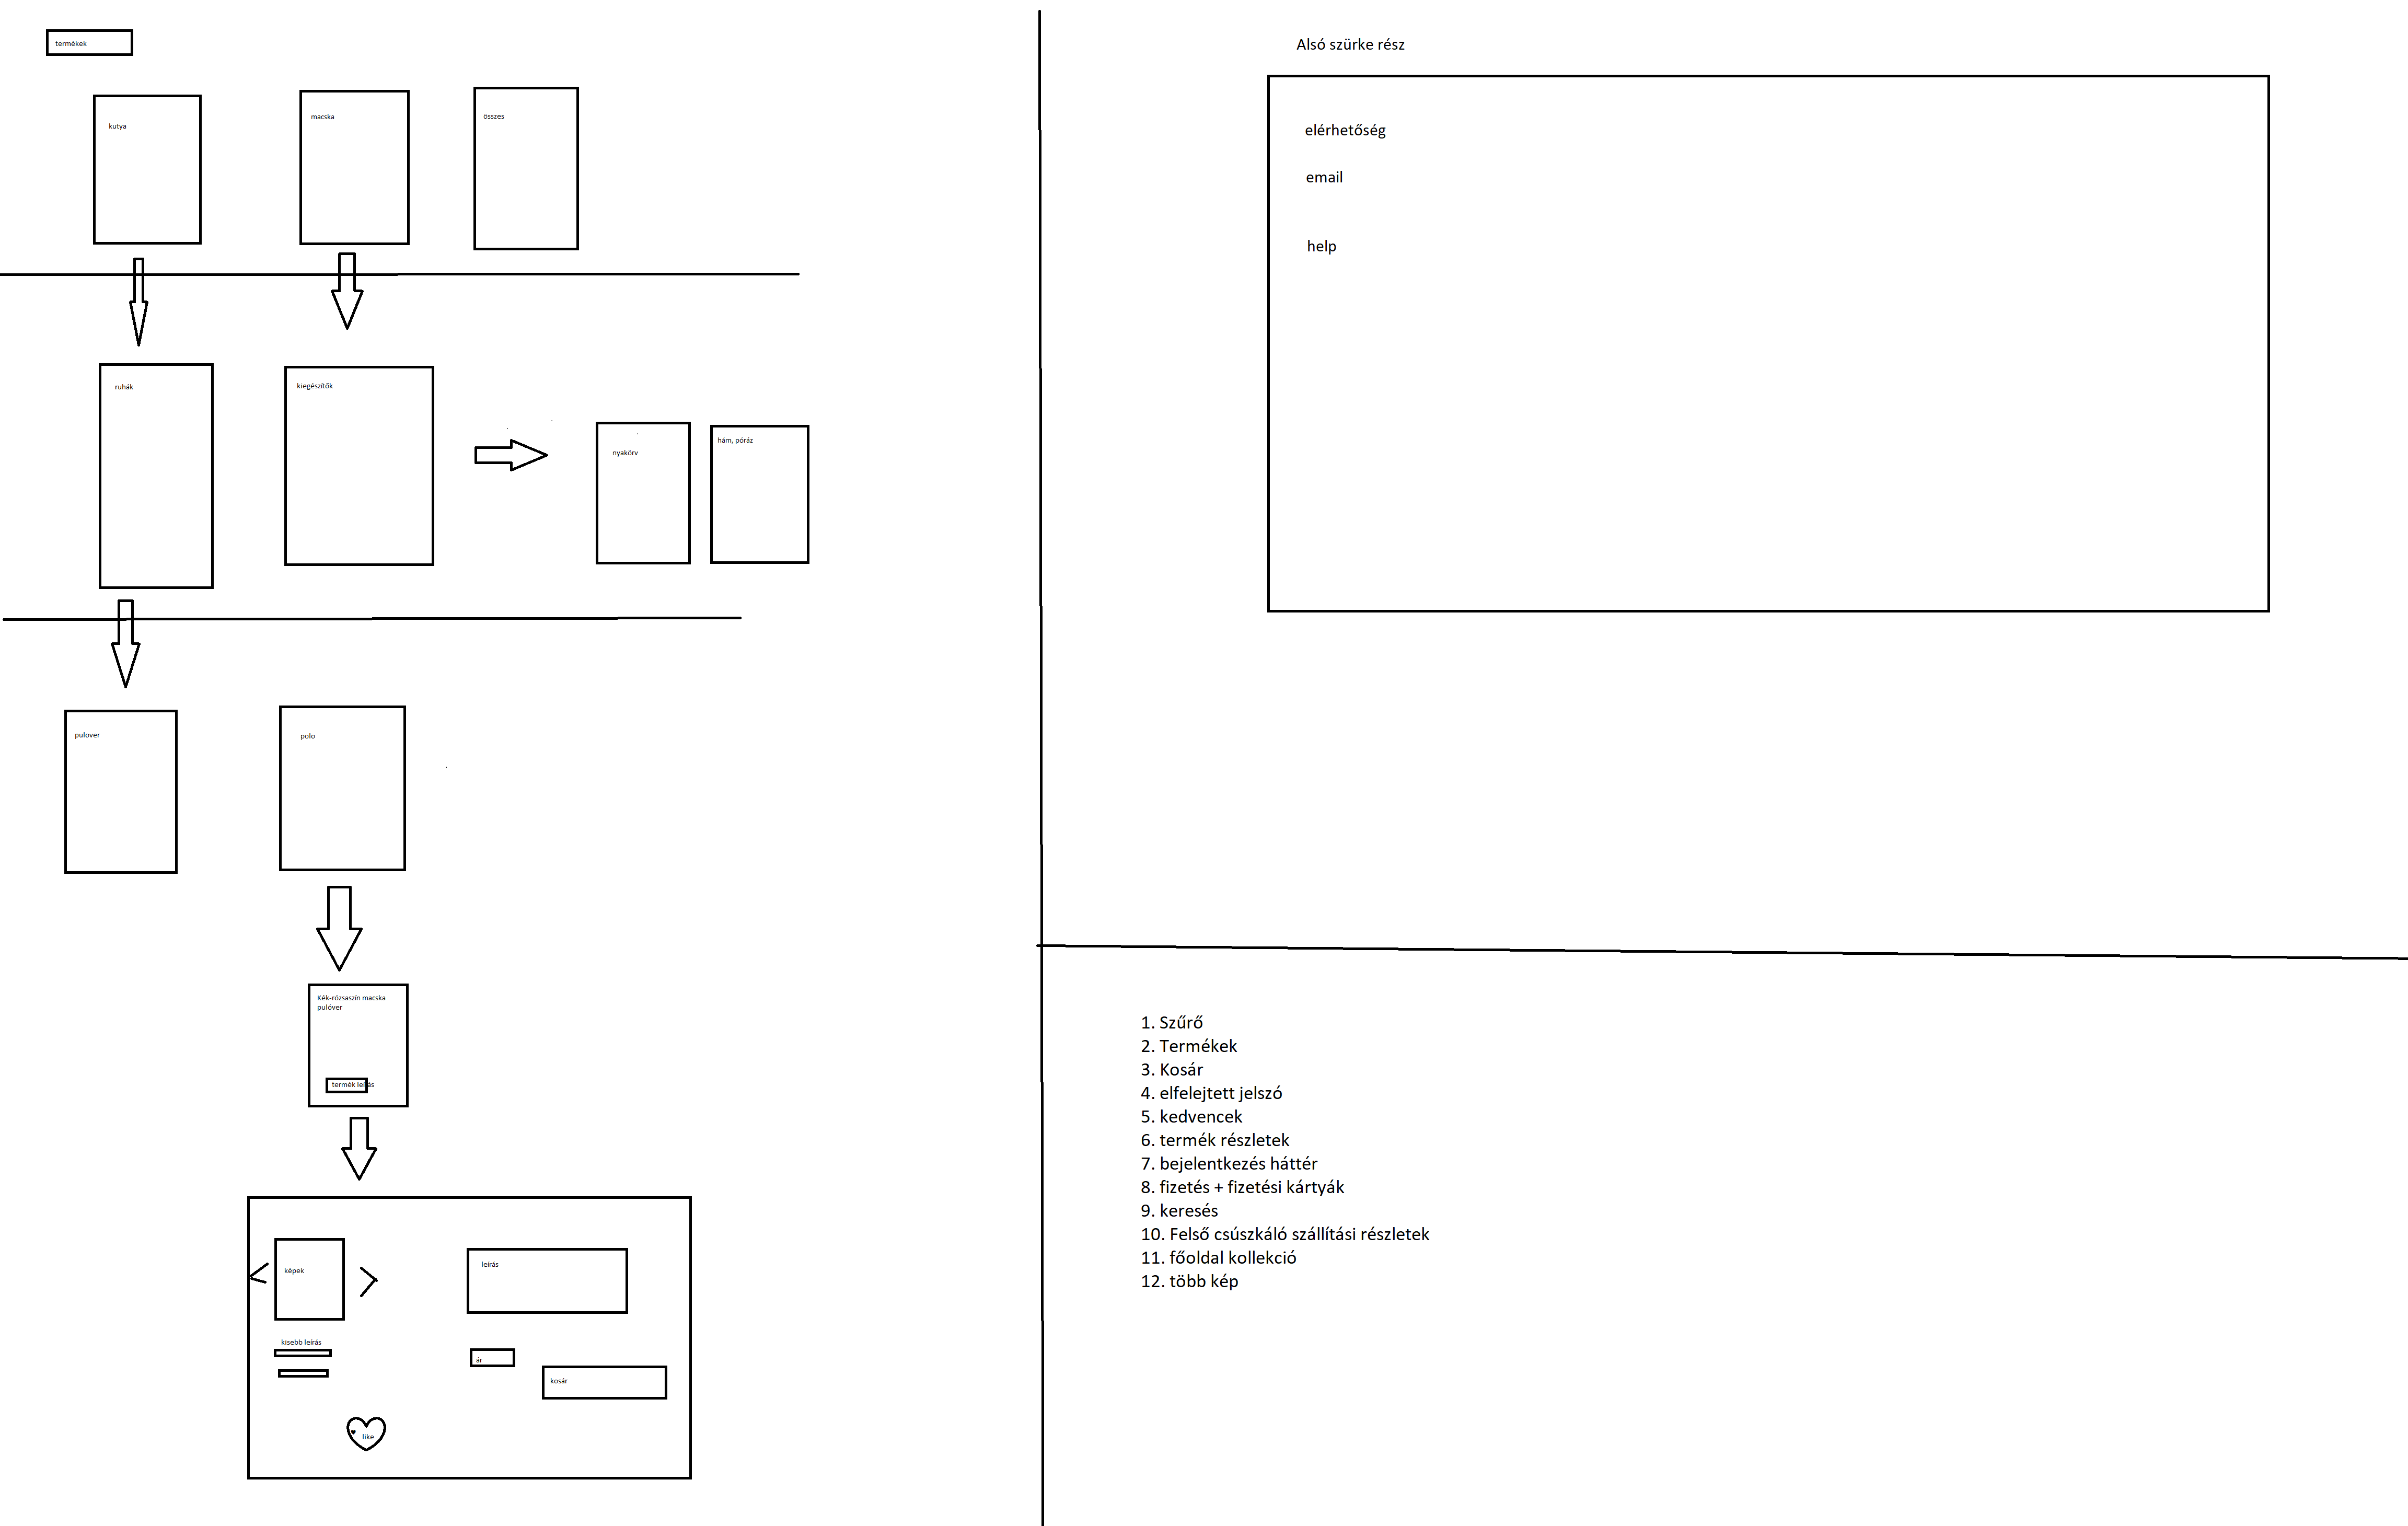 termékek
kutya
macska
összes
ruhák
kiegészítők
nyakörv
hám, póráz
pulover
polo
Kék-rózsaszín macska
pulóver
termék leírás
képek
leírás
kisebb leírás
ár
kosár
like
Alsó szürke rész
elérhetőség
email
help
1. Szűrő
2. Termékek
3. Kosár
4. elfelejtett jelszó
5. kedvencek
6. termék részletek
7. bejelentkezés háttér
8. fizetés + fizetési kártyák
9. keresés
10. Felső csúszkáló szállítási részletek
11. főoldal kollekció
12. több kép